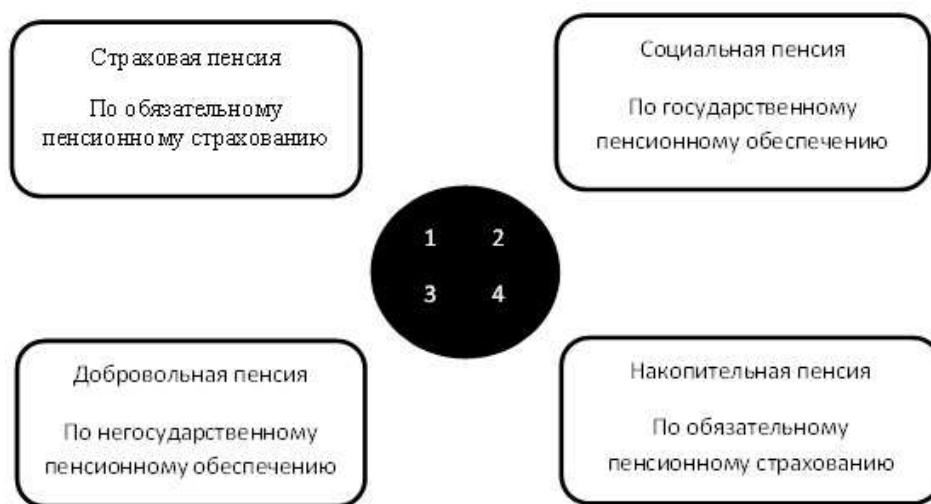 Страховая пенсия
По обязательному
пенсионному страхованию
Социальная пенсия
По государственному
пенсионному обеспечению
1 2
3 4
Добровольная пенсия
По негосударственному
пенсионному обеспечению
Накопительная пенсия
По обязательному
пенсионному страхованию